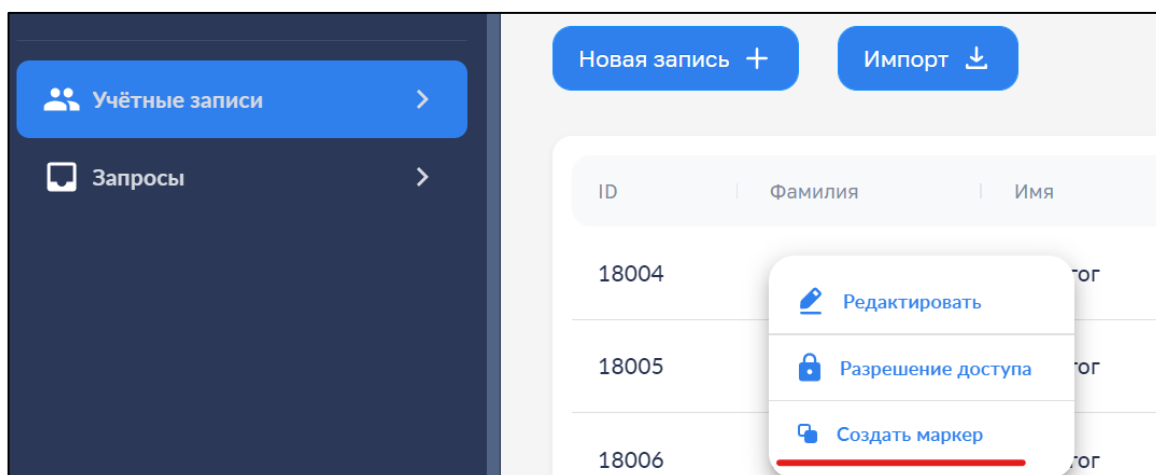 Новая запись
Импорт
Учётные записи
Запросы
ID Фамилия Имя
18004
Редактировать
18005
Разрешение доступа
Создать маркер
18006